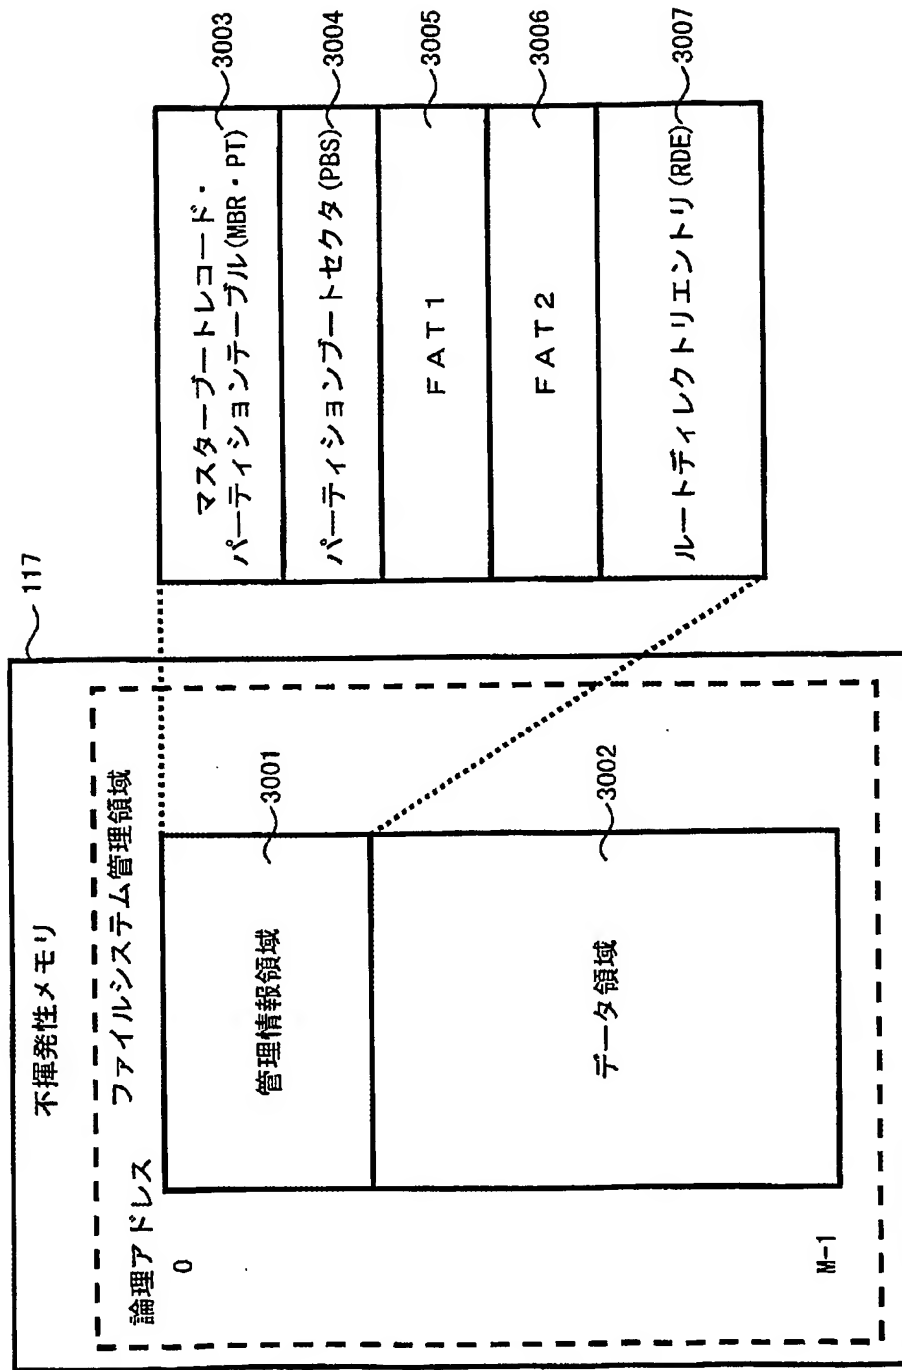 117
不揮発性メモリ
論理アドレス
ファイルシステム管理領域
0
管理情報領域
3001
データ領域
3002
M-1
マスターブートレコード・
パーティションテーブル(MBR・PT)
3003
パーティションブートセクタ(PBS)
3004
FAT1
3005
FAT2
3006
ルートディレクトリエントリ(RDE)
3007